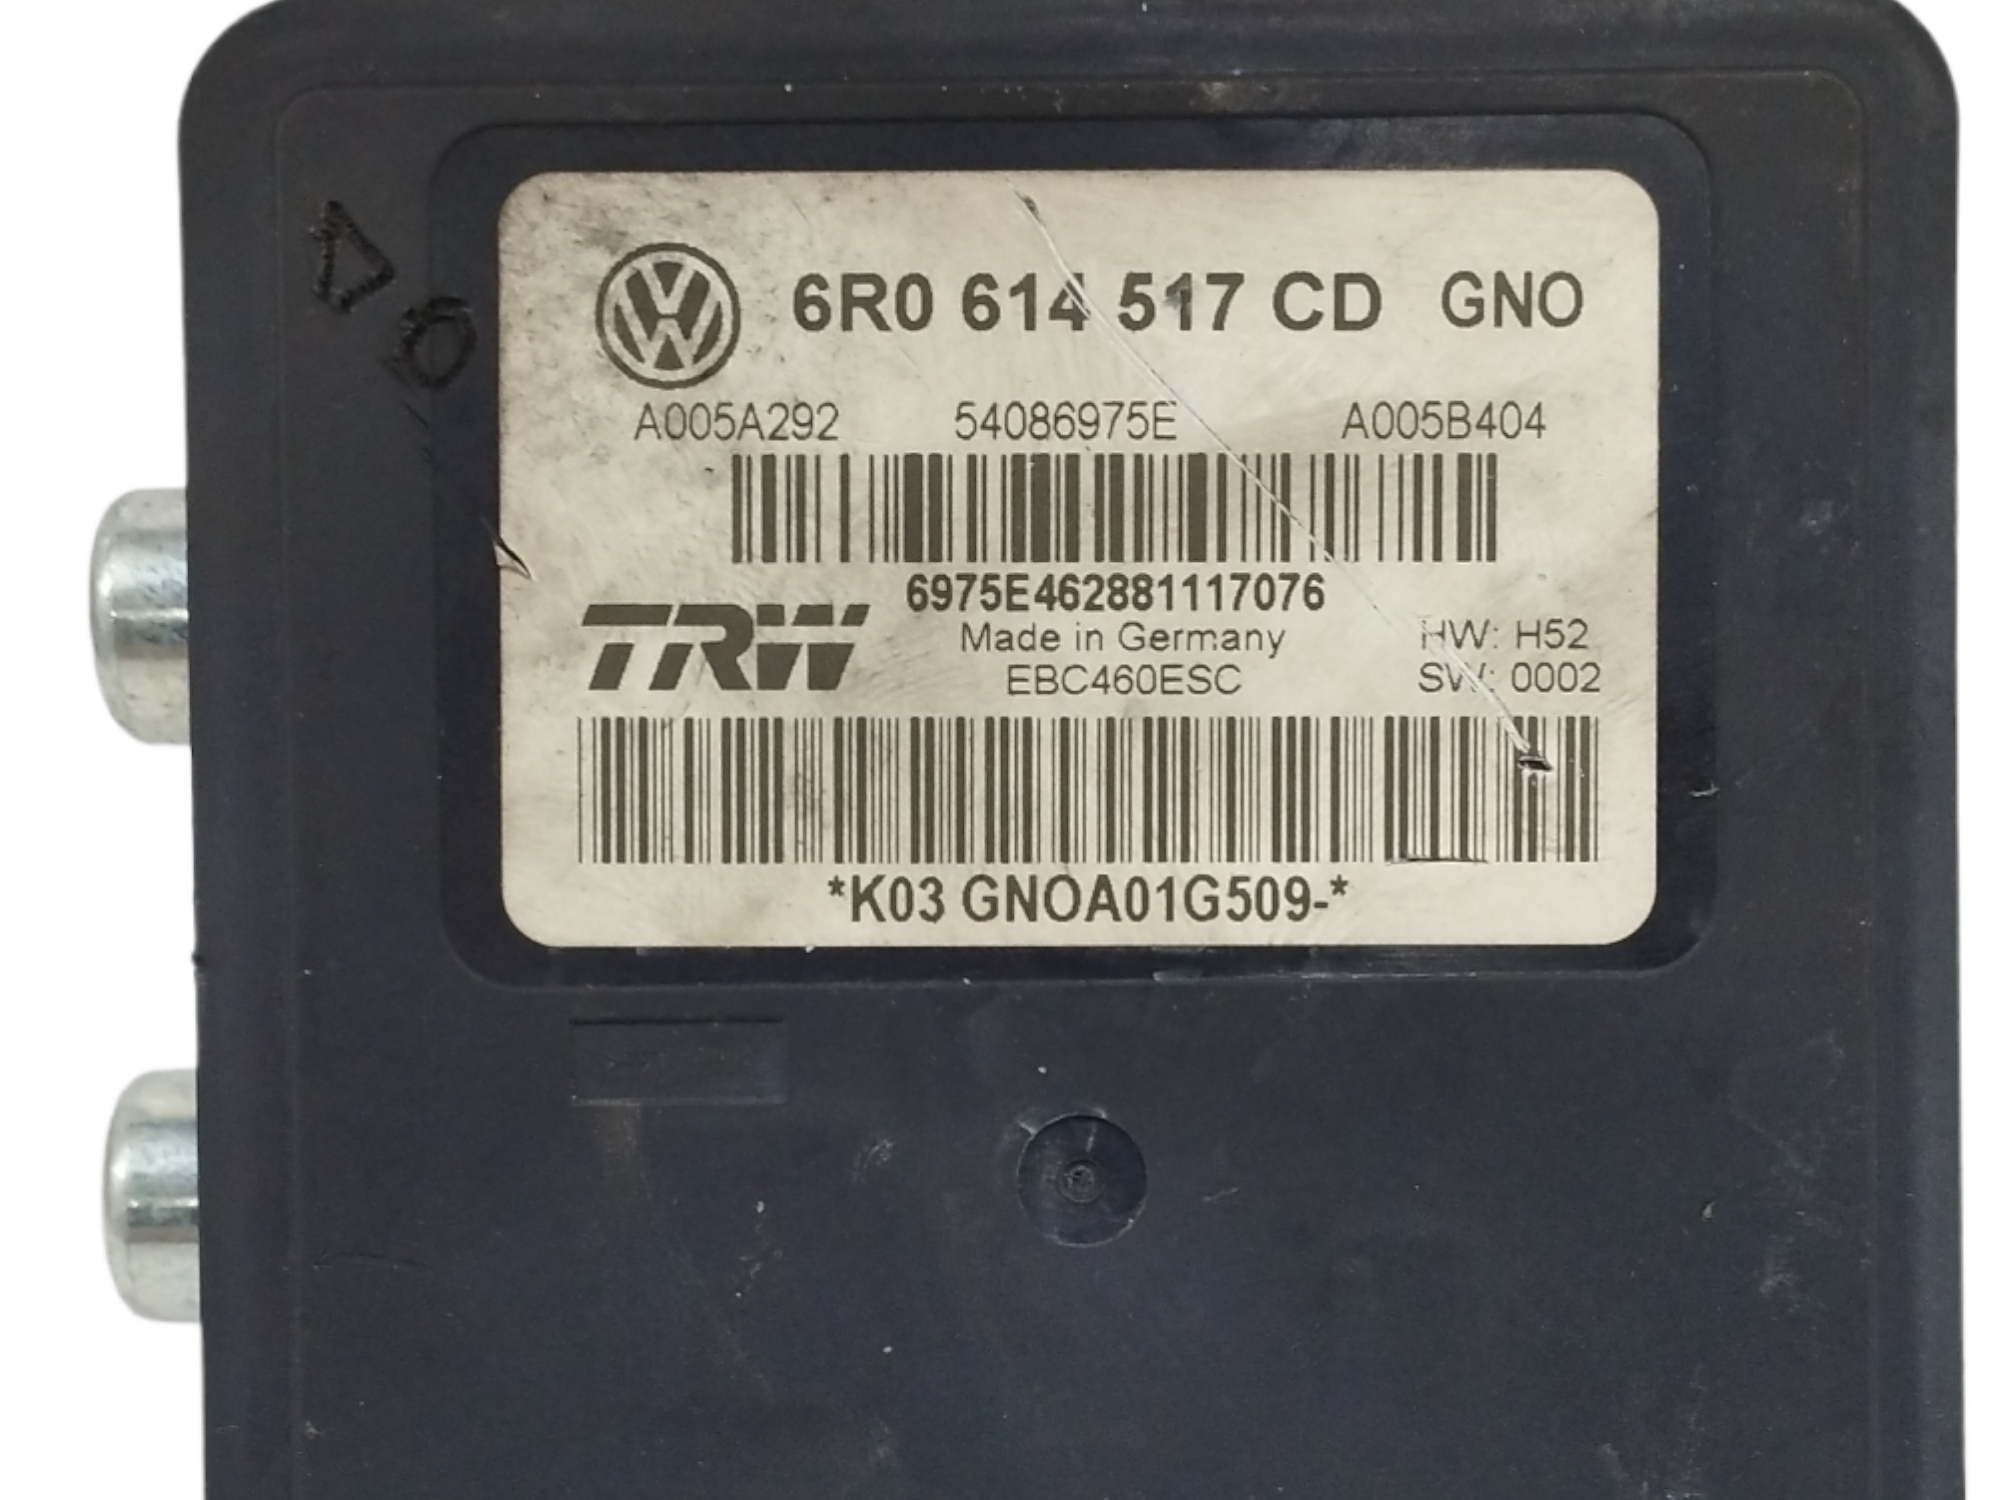 6R0 614 517 CD GNO
A005A292 54086975E A005B404
6975E462881117076
TRW Made in Germany HW: H52
EBC460ESC SW: 0002
*K03 GNOA01G509-*